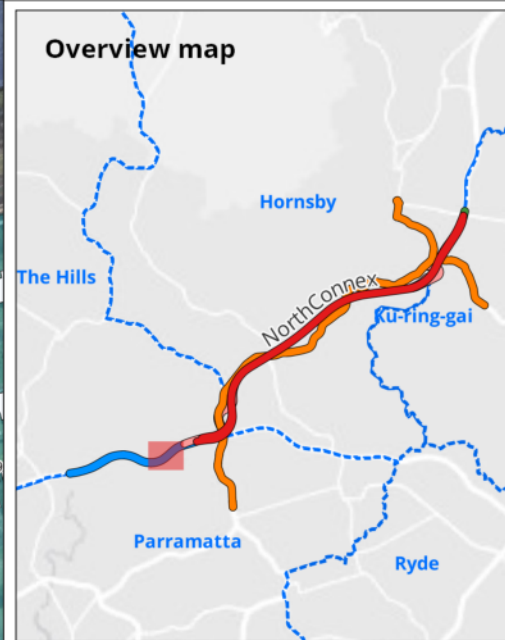 Overview map
Hornsby
The Hills
NorthConnex
Ku-ring-gai
Parramatta
Ryde